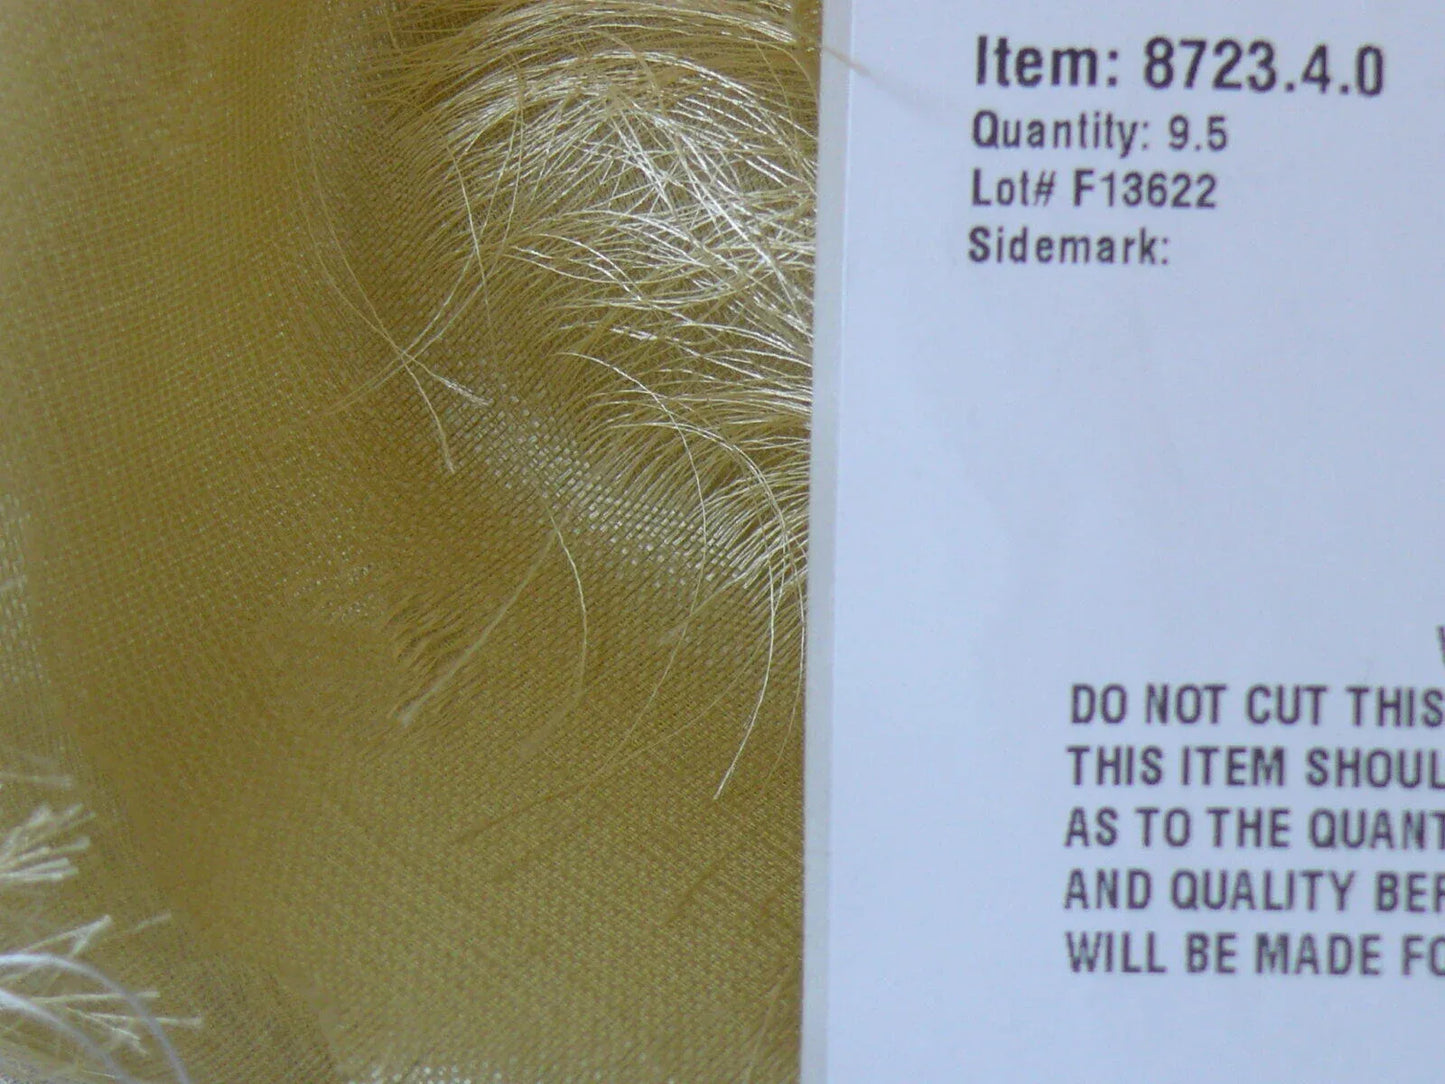 Item: 8723.4.0
Quantity: 9.5
Lot# F13622
Sidemark:
DO NOT CUT THIS
THIS ITEM SHOUL
AS TO THE QUANT
AND QUALITY BER
WILL BE MADE FO